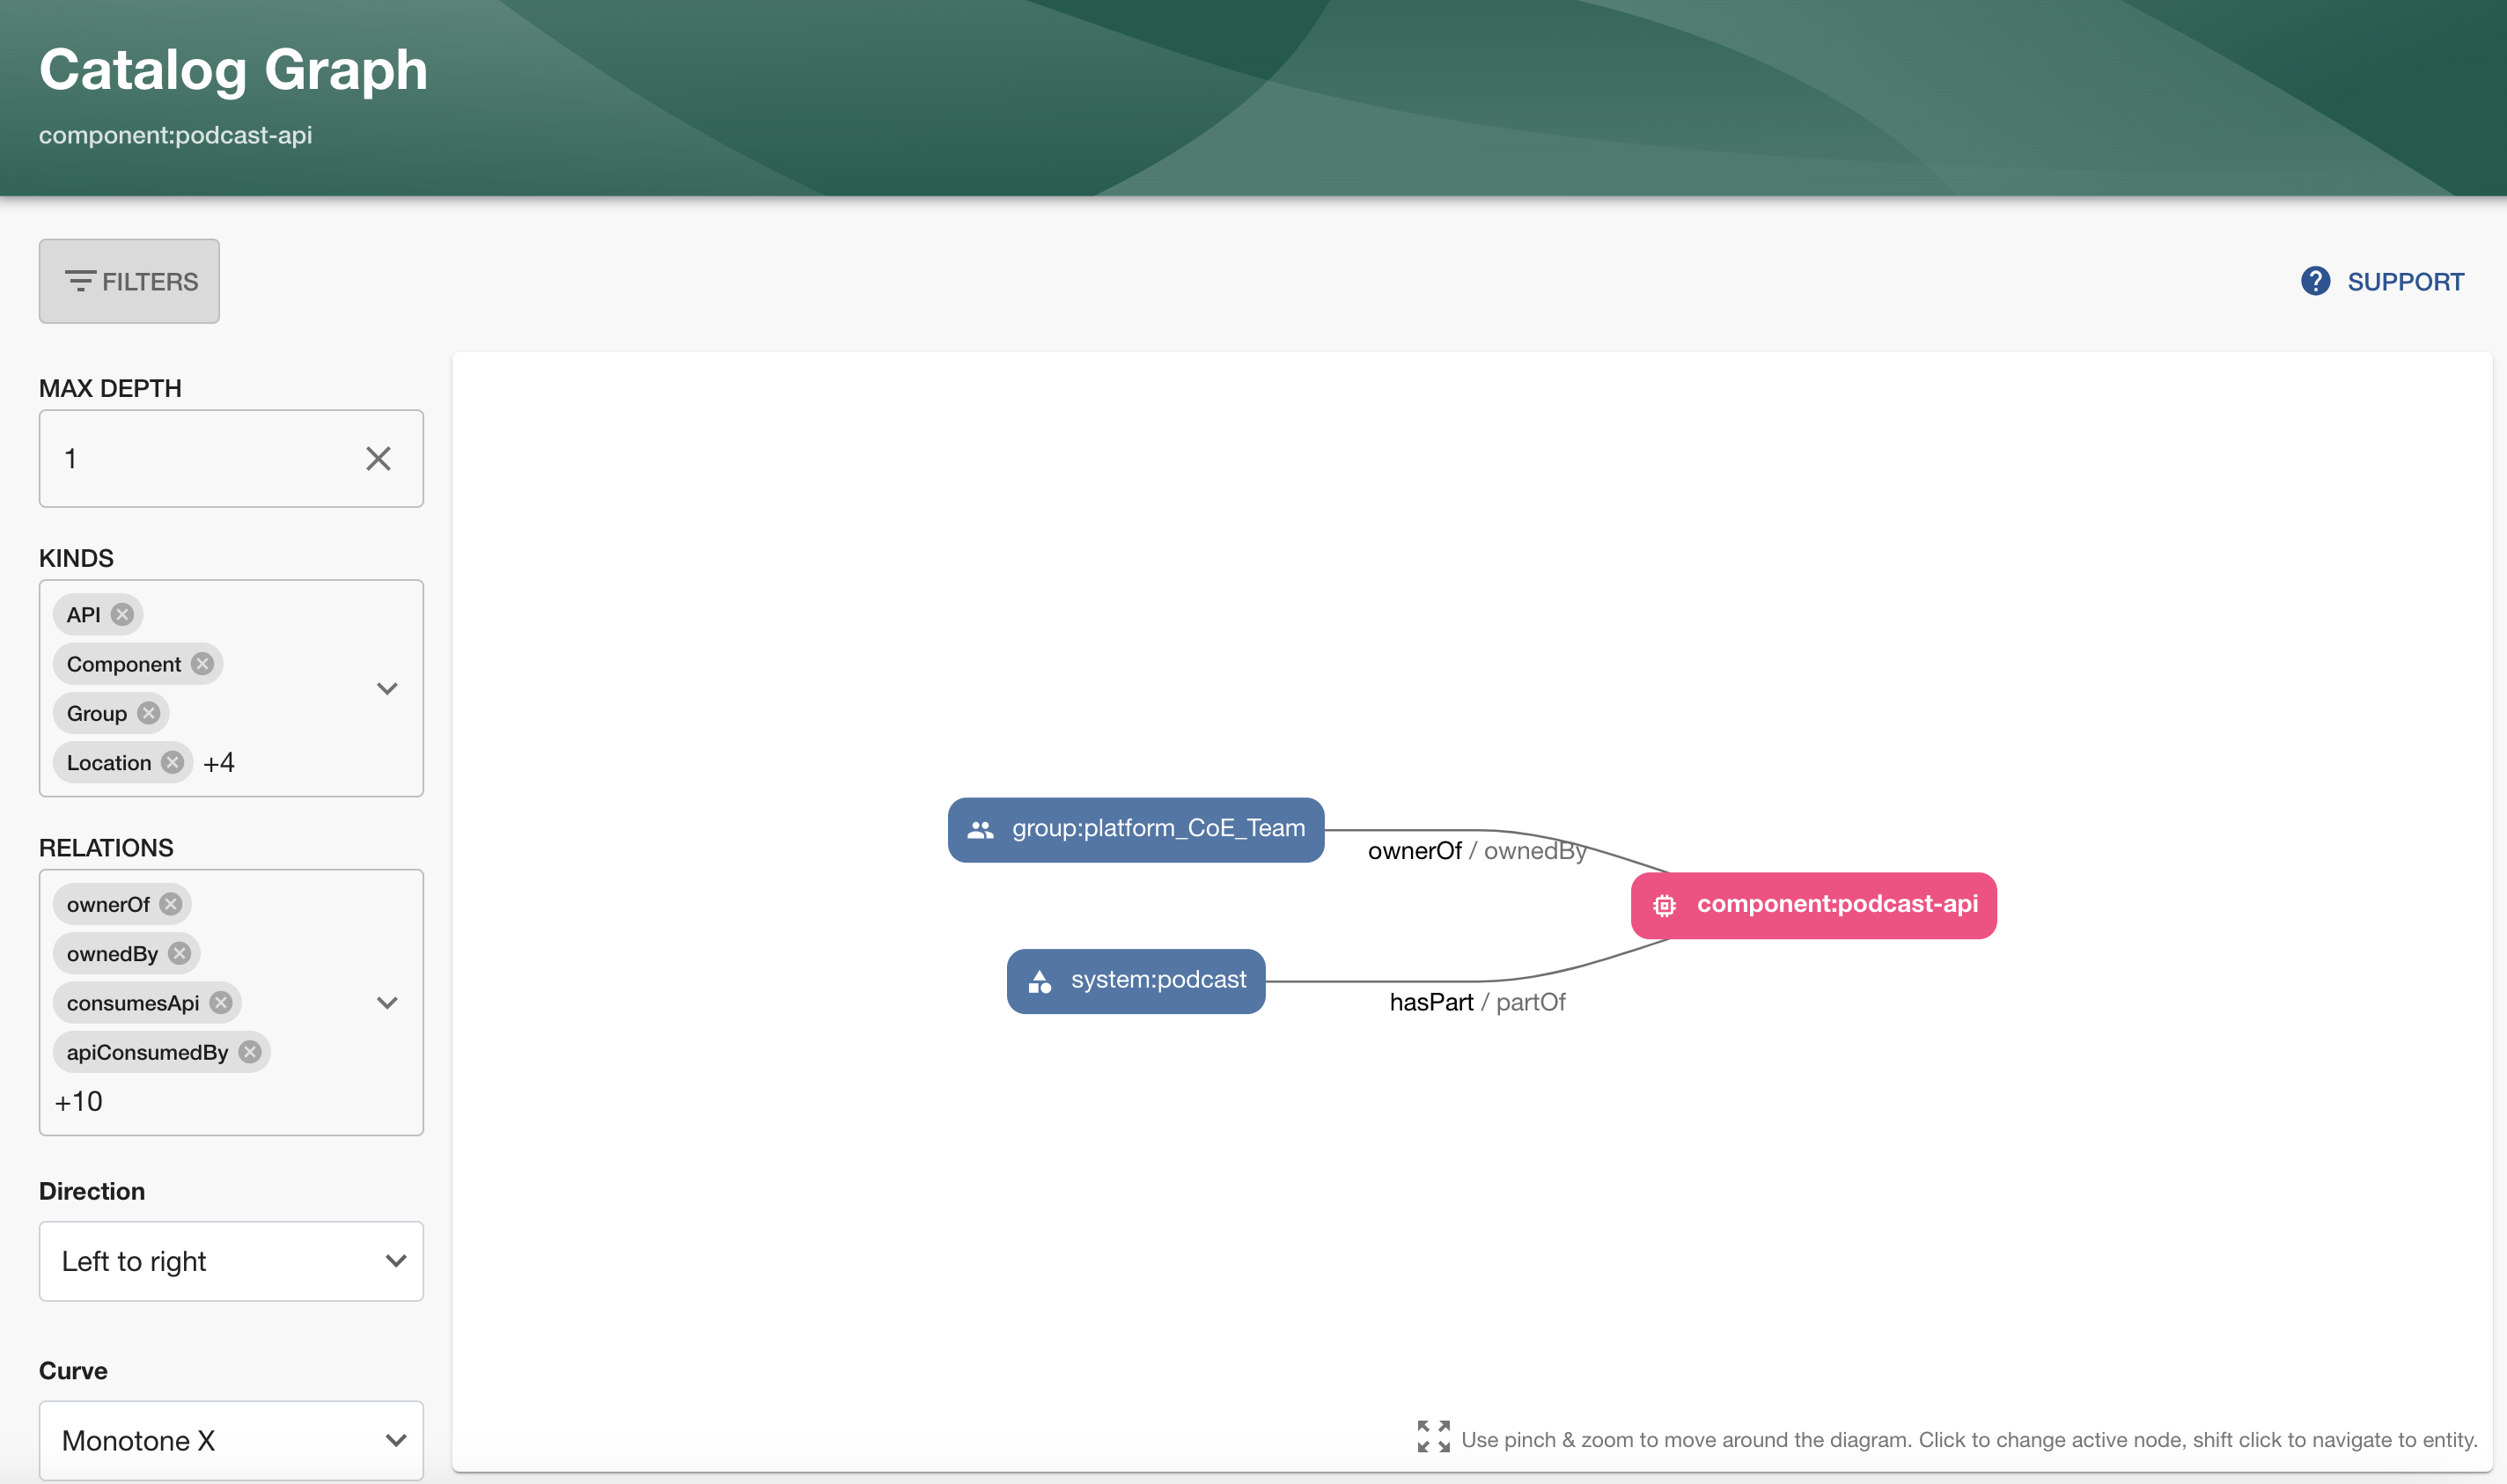 Catalog Graph
component:podcast-api
FILTERS
SUPPORT
MAX DEPTH
1
KINDS
API
Component
Group
Location +4
RELATIONS
ownerOf
ownedBy
consumesApi
apiConsumedBy
+10
Direction
Left to right
Curve
Monotone X
group:platform_CoE_Team
ownerOf / ownedBy
component:podcast-api
system:podcast
hasPart / partOf
Use pinch & zoom to move around the diagram. Click to change active node, shift click to navigate to entity.